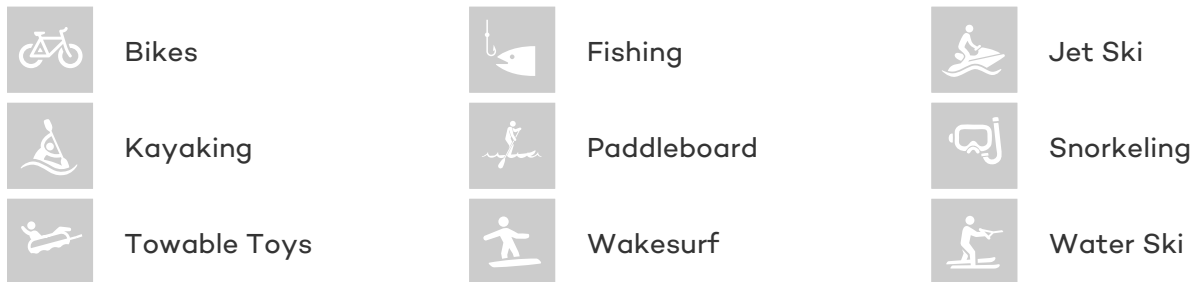 Bikes
Fishing
Jet Ski
Kayaking
Paddleboard
Snorkeling
Towable Toys
Wakesurf
Water Ski